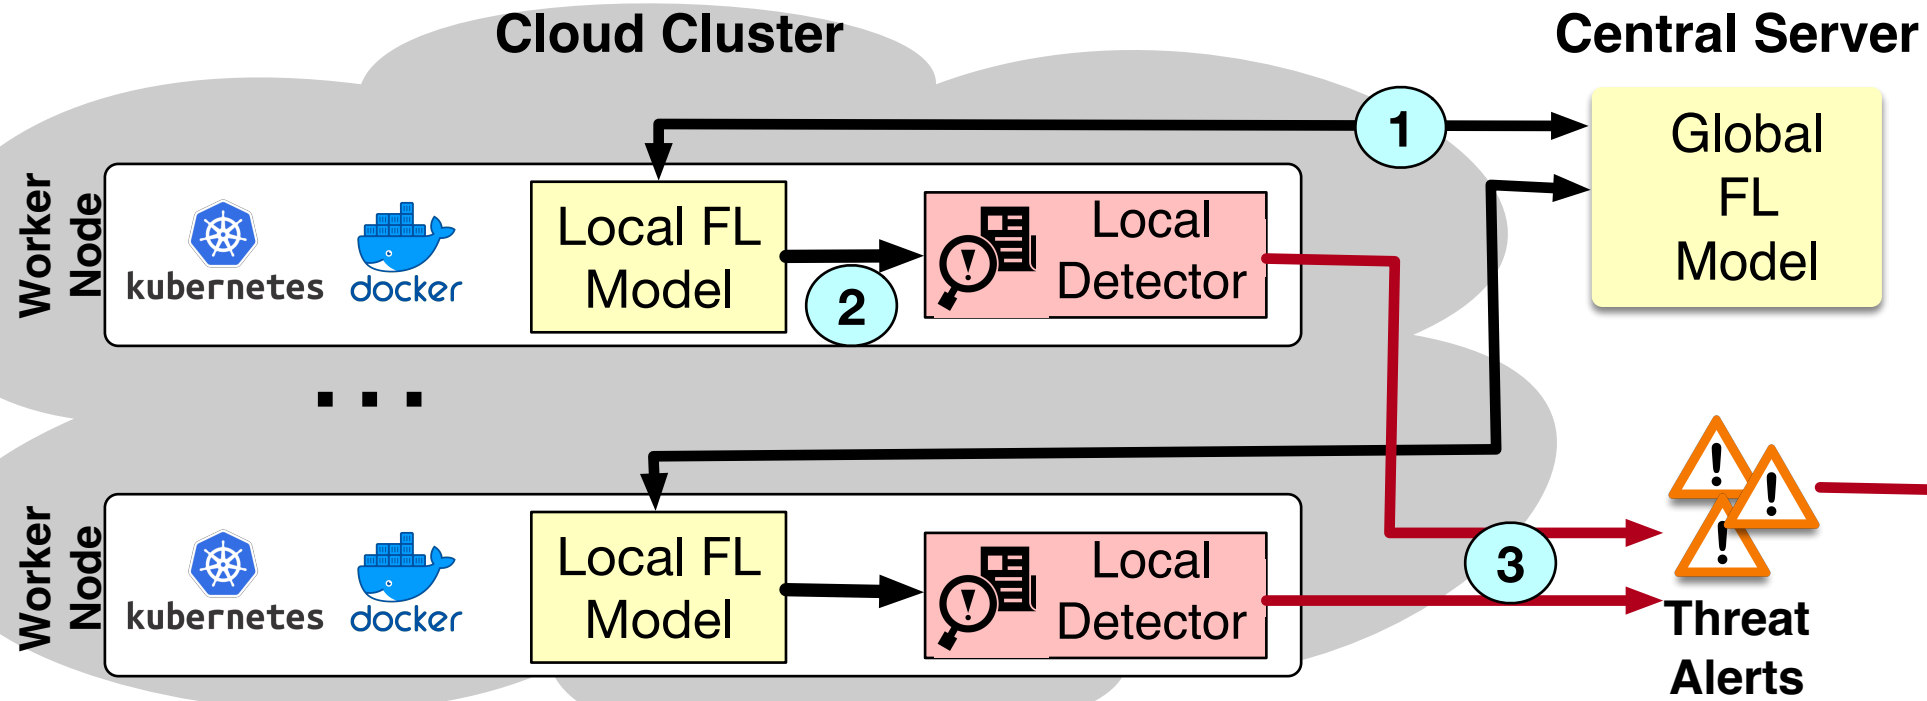 Cloud Cluster
Central Server
1
Global
FL
Model
Worker
Node
kubernetes
docker
Local FL
Model
2
Local
Detector
...
Worker
Node
kubernetes
docker
Local FL
Model
Local
Detector
3
Threat
Alerts